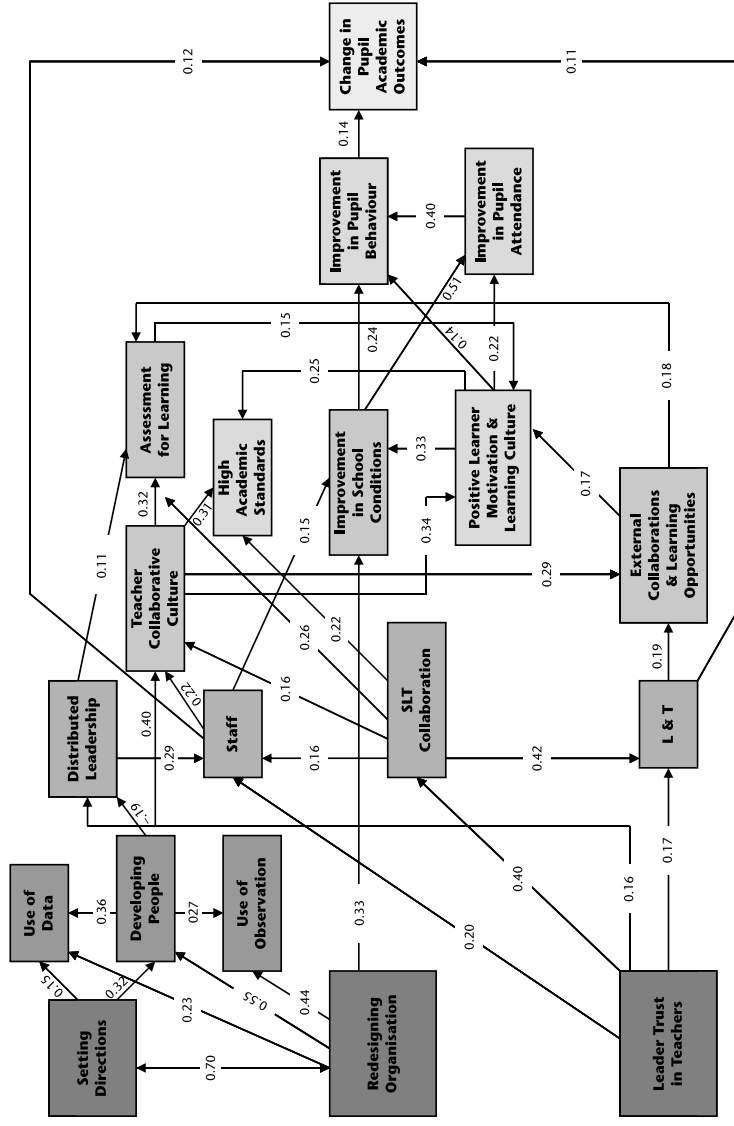 Setting
Directions
Redesigning
Organisation
Leader Trust
in Teachers
0.70
0.15
0.32
0.23
0.55
0.44
Use of
Data
Developing
People
Use of
Observation
0.36
027
-.19
0.33
0.20
0.40
0.16
0.17
Distributed
Leadership
Staff
SLT
Collaboration
L & T
0.40
0.29
0.22
0.16
0.16
0.42
0.19
0.11
0.26
0.22
0.15
Teacher
Collaborative
Culture
External
Collaborations
& Learning
Opportunities
0.32
0.31
0.34
0.29
0.17
0.18
Assessment
for Learning
High
Academic
Standards
Improvement
in School
Conditions
Positive Learner
Motivation &
Learning Culture
0.33
0.25
0.15
0.24
0.14
0.51
0.22
Improvement
in Pupil
Behaviour
Improvement
in Pupil
Attendance
0.40
0.14
0.12
0.11
Change in
Pupil
Academic
Outcomes